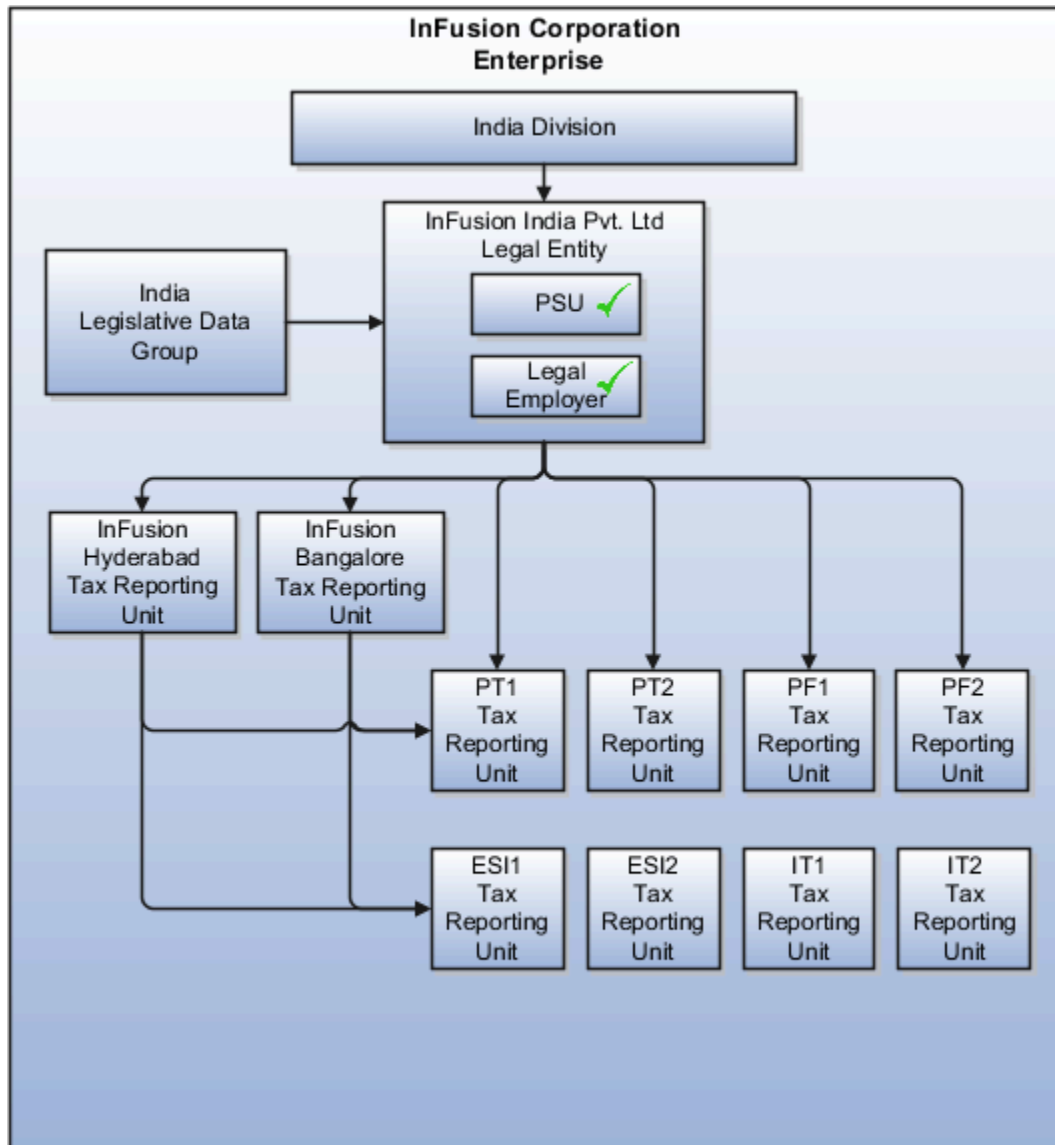 InFusion Corporation
Enterprise
India Division
InFusion India Pvt. Ltd
Legal Entity
PSU
Legal
Employer
India
Legislative Data
Group
InFusion
Hyderabad
Tax Reporting
Unit
InFusion
Bangalore
Tax Reporting
Unit
PT1
Tax
Reporting
Unit
PT2
Tax
Reporting
Unit
PF1
Tax
Reporting
Unit
PF2
Tax
Reporting
Unit
ESI1
Tax
Reporting
Unit
ESI2
Tax
Reporting
Unit
IT1
Tax
Reporting
Unit
IT2
Tax
Reporting
Unit